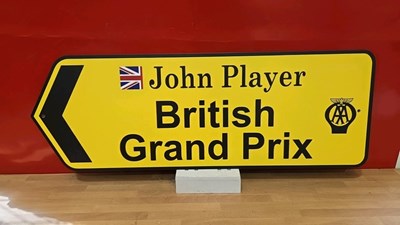 John Player
British
Grand Prix
AA